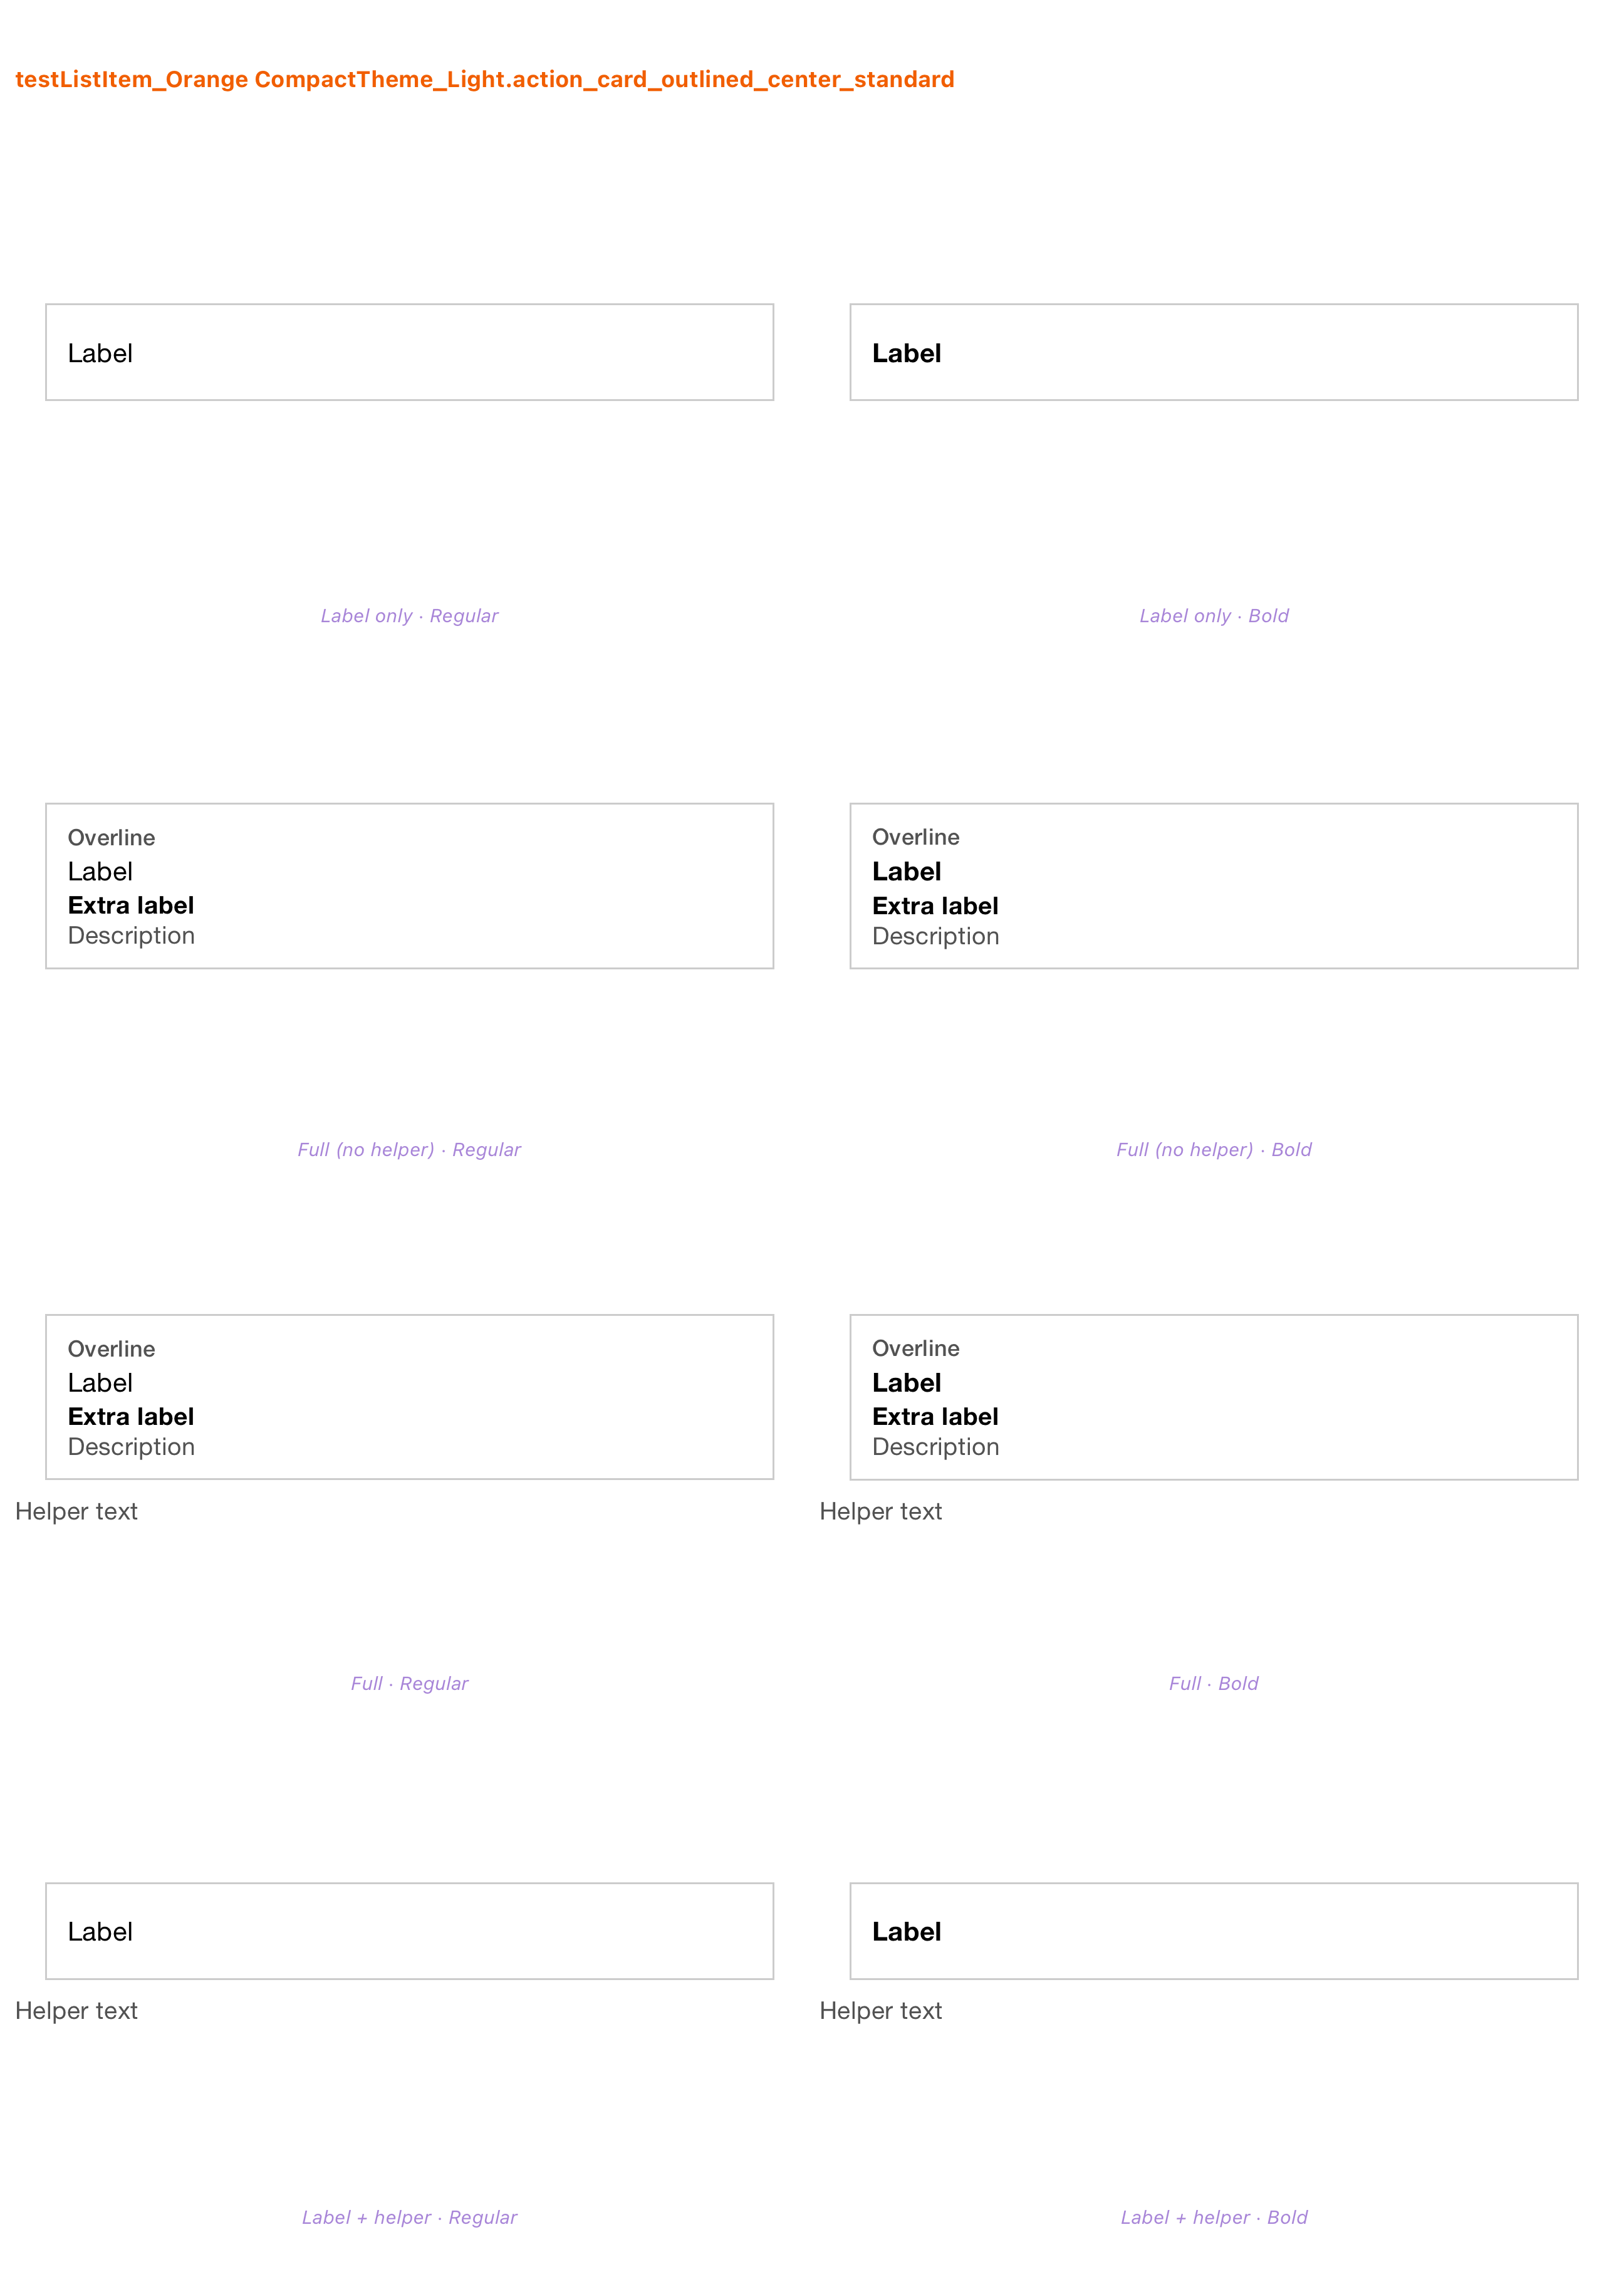 testListItem_Orange CompactTheme_Light.action_card_outlined_center_standard
Label
Label
Label only · Regular
Label only · Bold
Overline
Label
Extra label
Description
Overline
Label
Extra label
Description
Full (no helper) · Regular
Full (no helper) · Bold
Overline
Label
Extra label
Description
Helper text
Overline
Label
Extra label
Description
Helper text
Full · Regular
Full · Bold
Label
Helper text
Label
Helper text
Label + helper · Regular
Label + helper · Bold